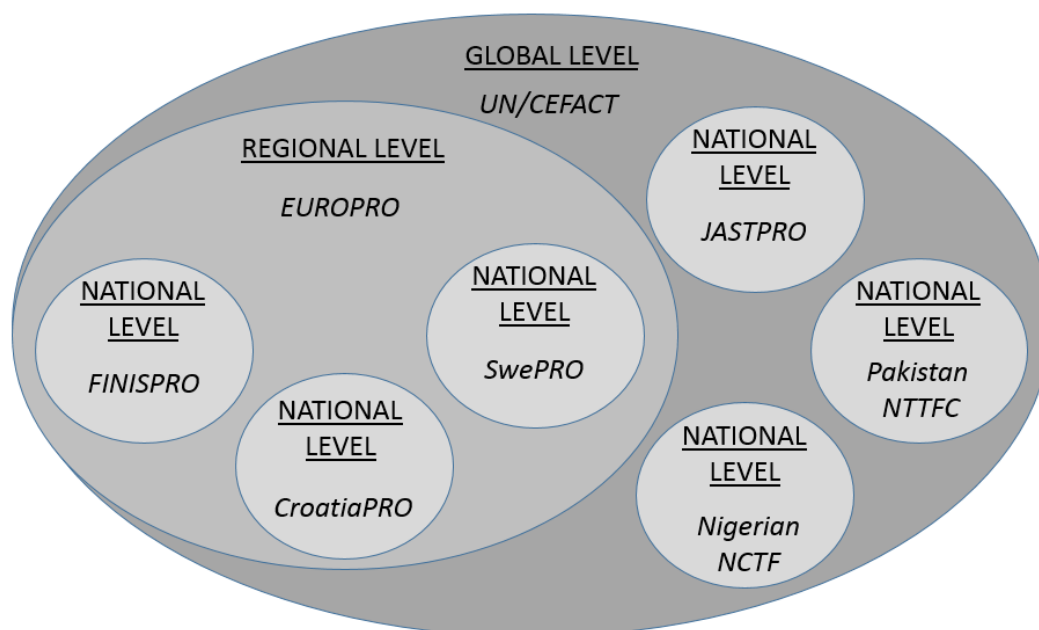 GLOBAL LEVEL
UN/CEFACT
REGIONAL LEVEL
EUROPRO
NATIONAL
LEVEL
FINISPRO
NATIONAL
LEVEL
CroatiaPRO
NATIONAL
LEVEL
SwePRO
NATIONAL
LEVEL
JASTPRO
NATIONAL
LEVEL
Pakistan
NTTFC
NATIONAL
LEVEL
Nigerian
NCTF